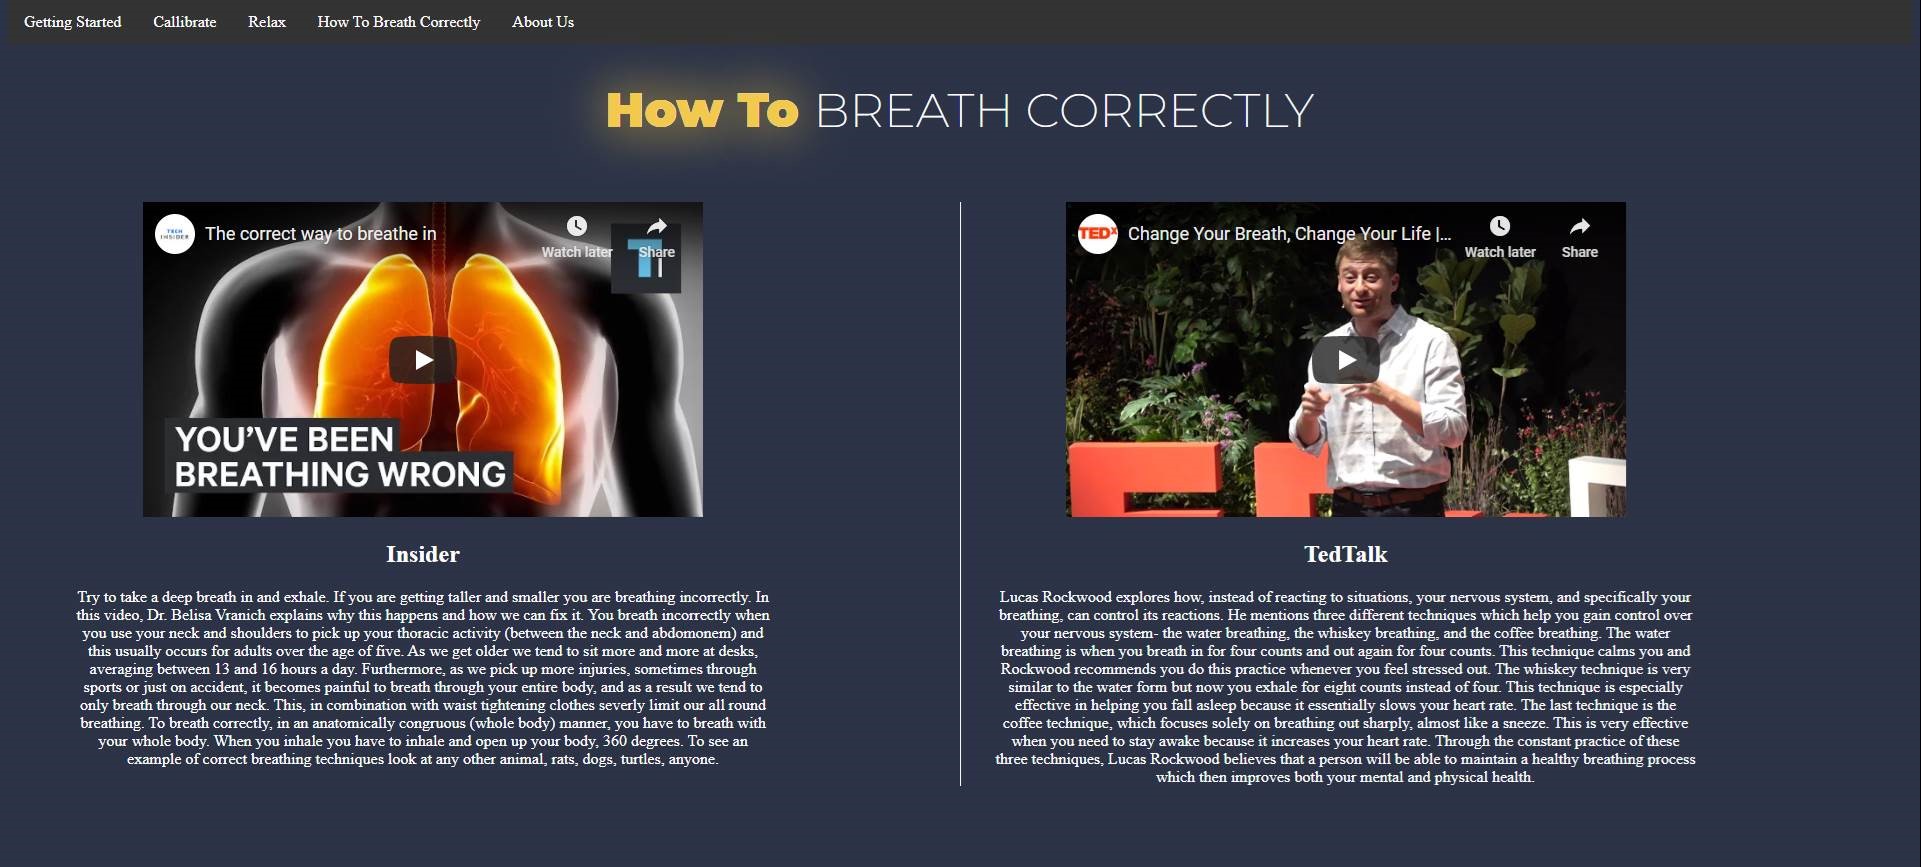 Getting Started
Callibrate
Relax
How To Breath Correctly
About Us
How To BREATH CORRECTLY
TECH
INSIDER
The correct way to breathe in
Watch later
Share
YOU'VE BEEN
BREATHING WRONG
Insider
Try to take a deep breath in and exhale. If you are getting taller and smaller you are breathing incorrectly. In
this video, Dr. Belisa Vranich explains why this happens and how we can fix it. You breath incorrectly when
you use your neck and shoulders to pick up your thoracic activity (between the neck and abdomonem) and
this usually occurs for adults over the age of five. As we get older we tend to sit more and more at desks,
averaging between 13 and 16 hours a day. Furthermore, as we pick up more injuries, sometimes through
sports or just on accident, it becomes painful to breath through your entire body, and as a result we tend to
only breath through our neck. This, in combination with waist tightening clothes severly limit our all round
breathing. To breath correctly, in an anatomically congruous (whole body) manner, you have to breath with
your whole body. When you inhale you have to inhale and open up your body, 360 degrees. To see an
example of correct breathing techniques look at any other animal, rats, dogs, turtles, anyone.
TEDx
Change Your Breath, Change Your Life |...
Watch later
Share
TedTalk
Lucas Rockwood explores how, instead of reacting to situations, your nervous system, and specifically your
breathing, can control its reactions. He mentions three different techniques which help you gain control over
your nervous system- the water breathing, the whiskey breathing, and the coffee breathing. The water
breathing is when you breath in for four counts and out again for four counts. This technique calms you and
Rockwood recommends you do this practice whenever you feel stressed out. The whiskey technique is very
similar to the water form but now you exhale for eight counts instead of four. This technique is especially
effective in helping you fall asleep because it essentially slows your heart rate. The last technique is the
coffee technique, which focuses solely on breathing out sharply, almost like a sneeze. This is very effective
when you need to stay awake because it increases your heart rate. Through the constant practice of these
three techniques, Lucas Rockwood believes that a person will be able to maintain a healthy breathing process
which then improves both your mental and physical health.